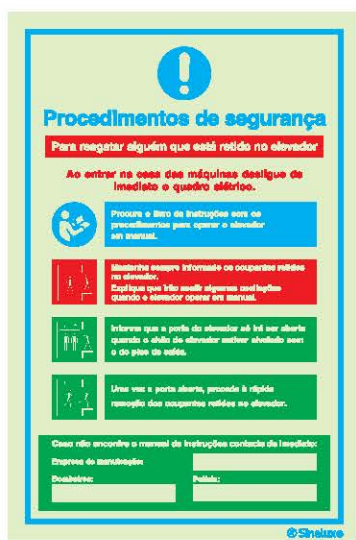 Procedimentos de segurança
Para resgatar alguém que está retido no elevador
Ao entrar na casa das máquinas desligue de
imediato o quadro elétrico.
Procure o livro de instruções com os
procedimentos para operar o elevador
em manual.
Mantenha sempre informado os ocupantes retidos
no elevador.
Explique que irão sentir algumas oscilações
quando o elevador operar em manual.
Informe que a porta do elevador só irá ser aberta
quando o chão do elevador estiver nivelado com
o do piso de saída.
Uma vez a porta aberta, proceda à rápida
remoção dos ocupantes retidos no elevador.
Caso não encontre o manual de instruções contacte de imediato:
Empresa de manutenção:
Bombeiros: Polícia:
® Sinalux